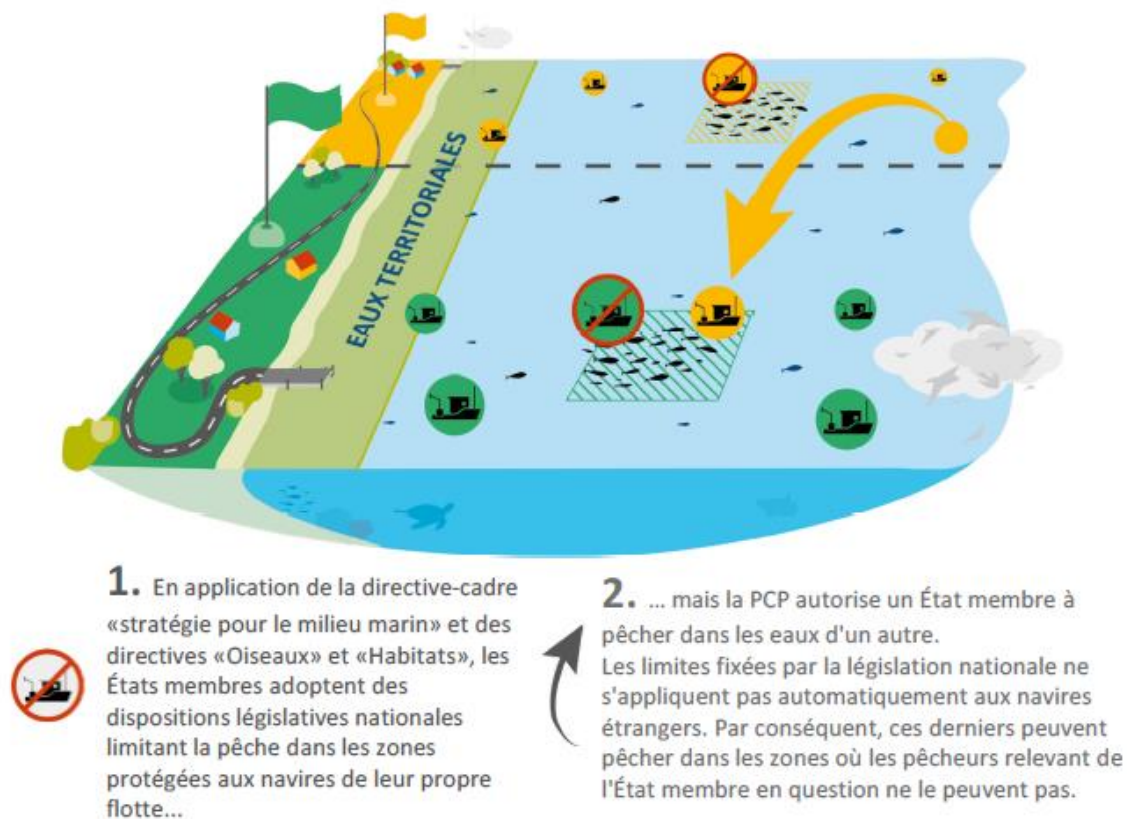 EAUX TERRITORIALES
1. En application de la directive-cadre
«stratégie pour le milieu marin» et des
directives «Oiseaux» et «Habitats», les
États membres adoptent des
dispositions législatives nationales
limitant la pêche dans les zones
protégées aux navires de leur propre
flotte...
2. ... mais la PCP autorise un État membre à
pêcher dans les eaux d'un autre.
Les limites fixées par la législation nationale ne
s'appliquent pas automatiquement aux navires
étrangers. Par conséquent, ces derniers peuvent
pêcher dans les zones où les pêcheurs relevant de
l'État membre en question ne le peuvent pas.